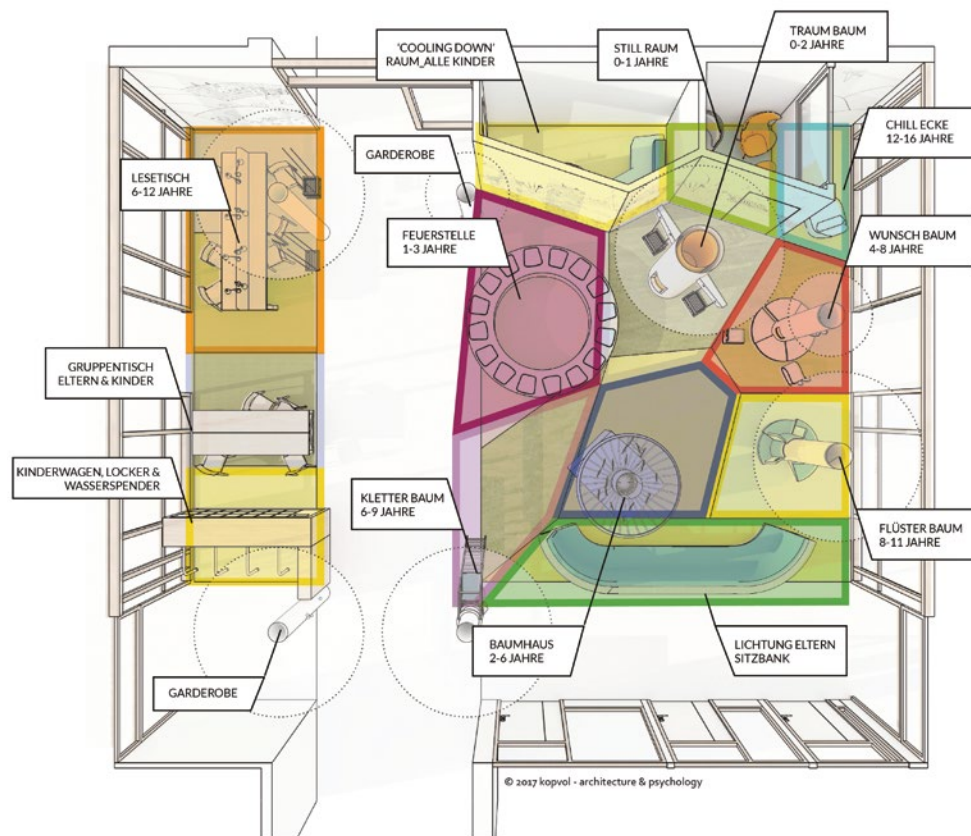 TRAUM BAUM
0-2 JAHRE
'COOLING DOWN'
RAUM_ALLE KINDER
STILL RAUM
0-1 JAHRE
CHILL ECKE
12-16 JAHRE
GARDEROBE
LESETISCH
6-12 JAHRE
FEUERSTELLE
1-3 JAHRE
WUNSCH BAUM
4-8 JAHRE
GRUPPENTISCH
ELTERN & KINDER
KINDERWAGEN, LOCKER &
WASSERSPENDER
KLETTER BAUM
6-9 JAHRE
FLÜSTER BAUM
8-11 JAHRE
BAUMHAUS
2-6 JAHRE
LICHTUNG ELTERN
SITZBANK
GARDEROBE
© 2017 kopvol - architecture & psychology